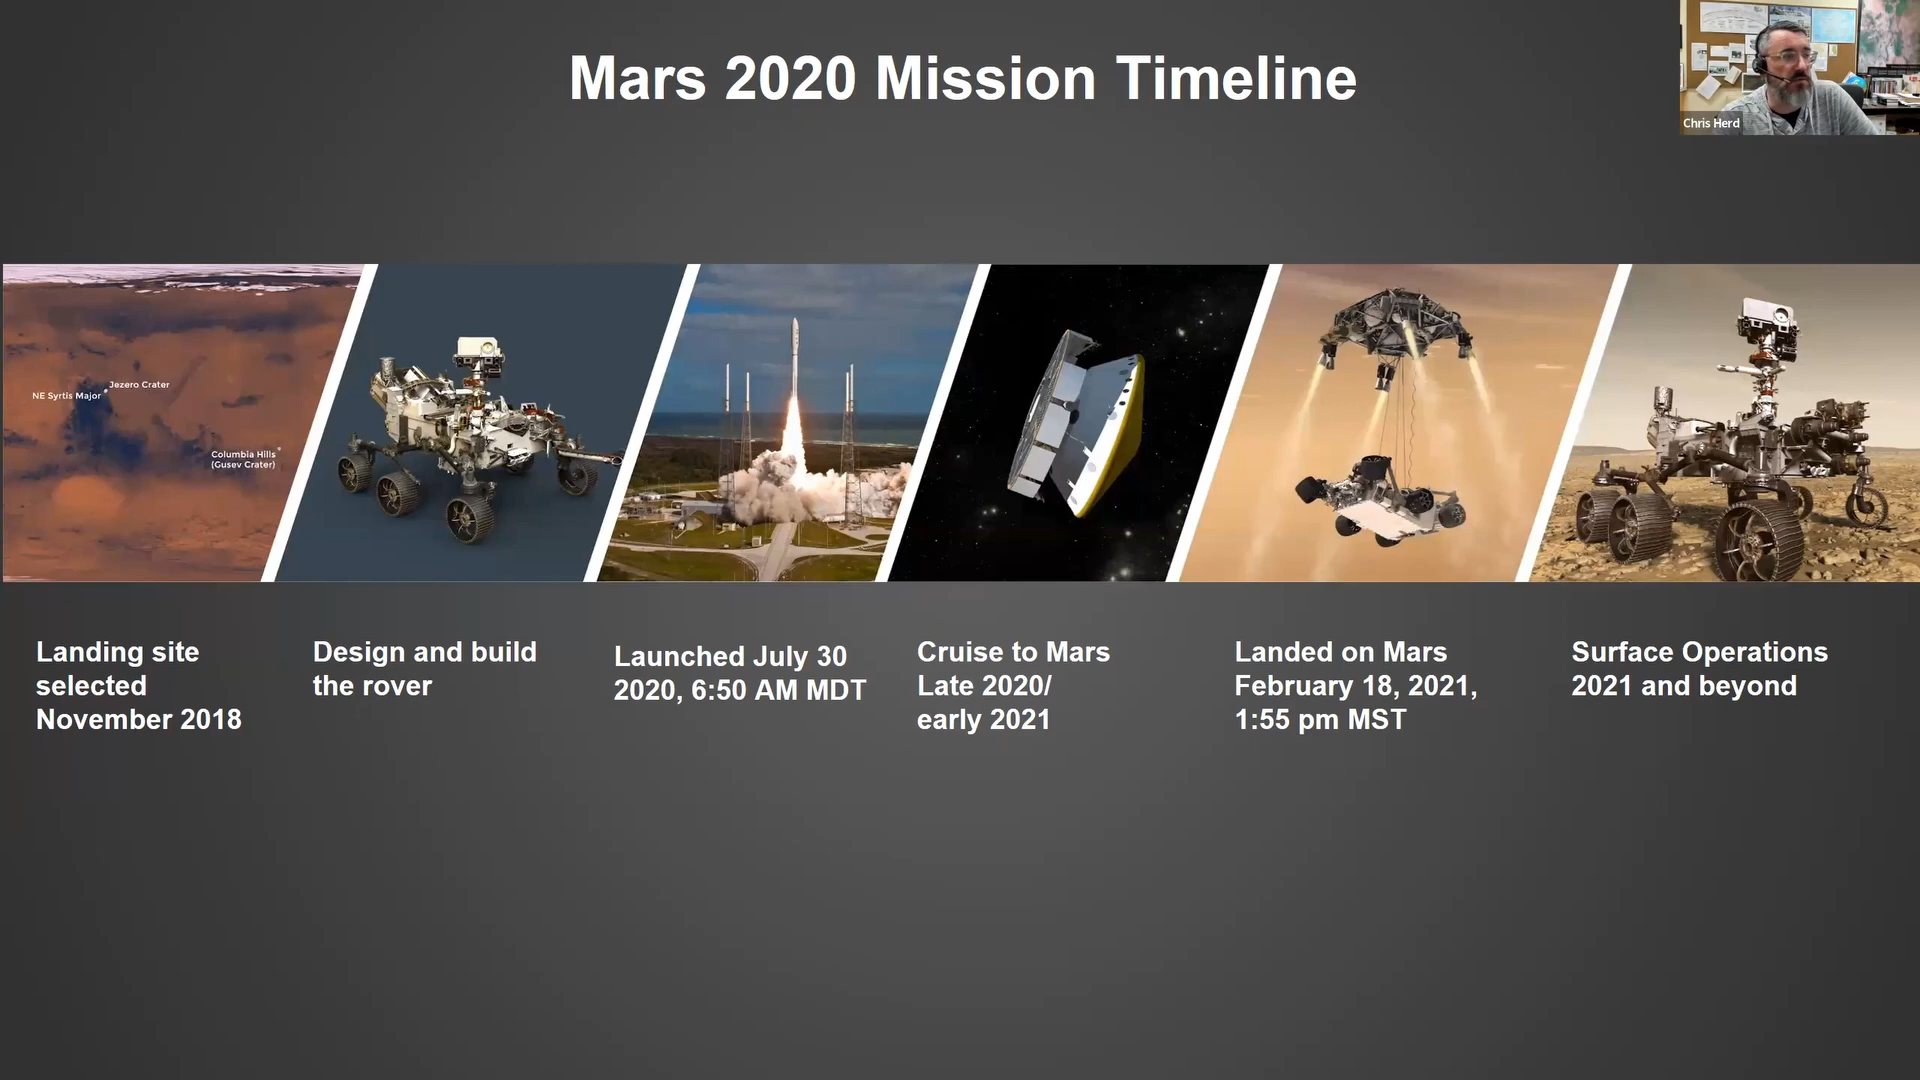 Mars 2020 Mission Timeline
Chris Herd
Jezero Crater
NE Syrtis Major
Columbia Hills
(Gusev Crater)
Landing site
selected
November 2018
Design and build
the rover
Launched July 30
2020, 6:50 AM MDT
Cruise to Mars
Late 2020/
early 2021
Landed on Mars
February 18, 2021,
1:55 pm MST
Surface Operations
2021 and beyond